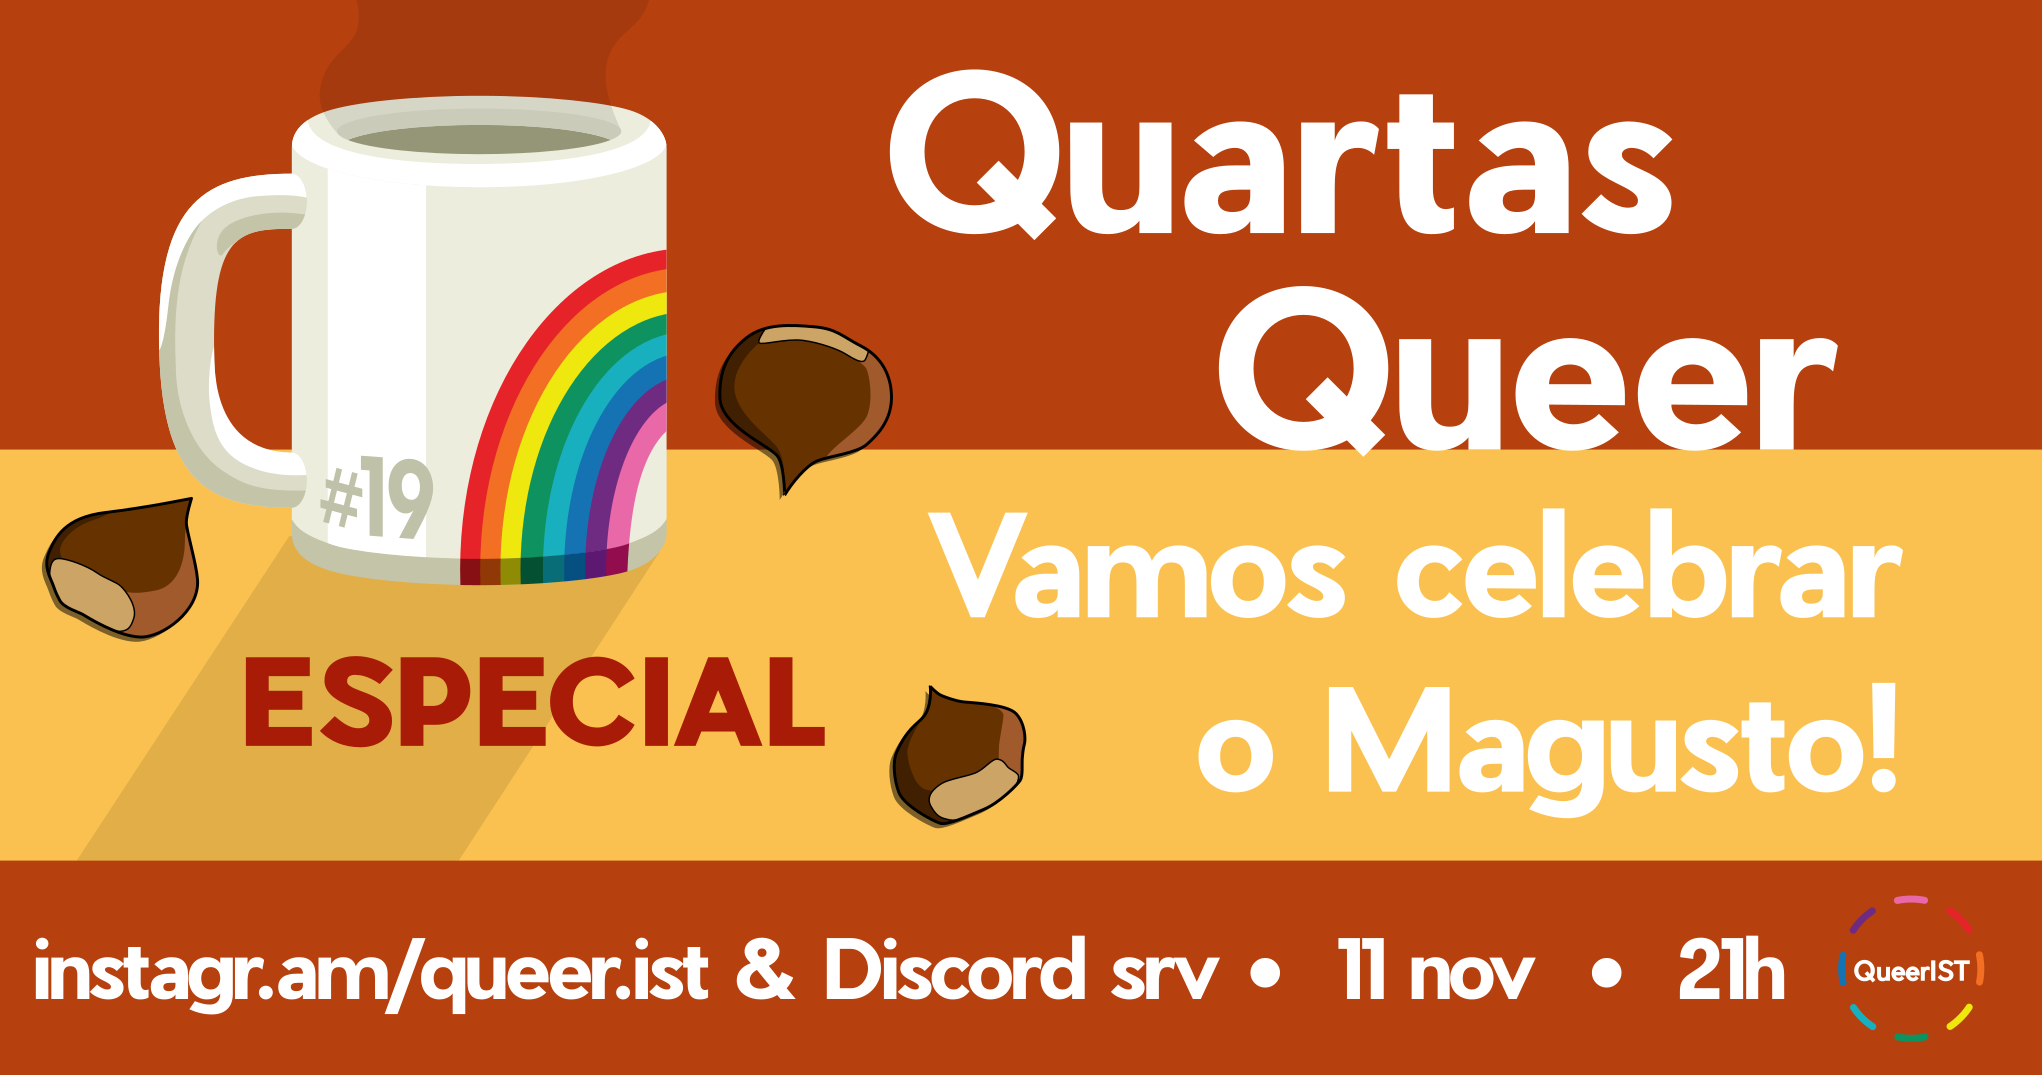 Quartas
Queer
#19
Vamos celebrar
ESPECIAL
o Magusto!
instagr.am/queer.ist & Discord srv • 11 nov • 21h
QueerIST